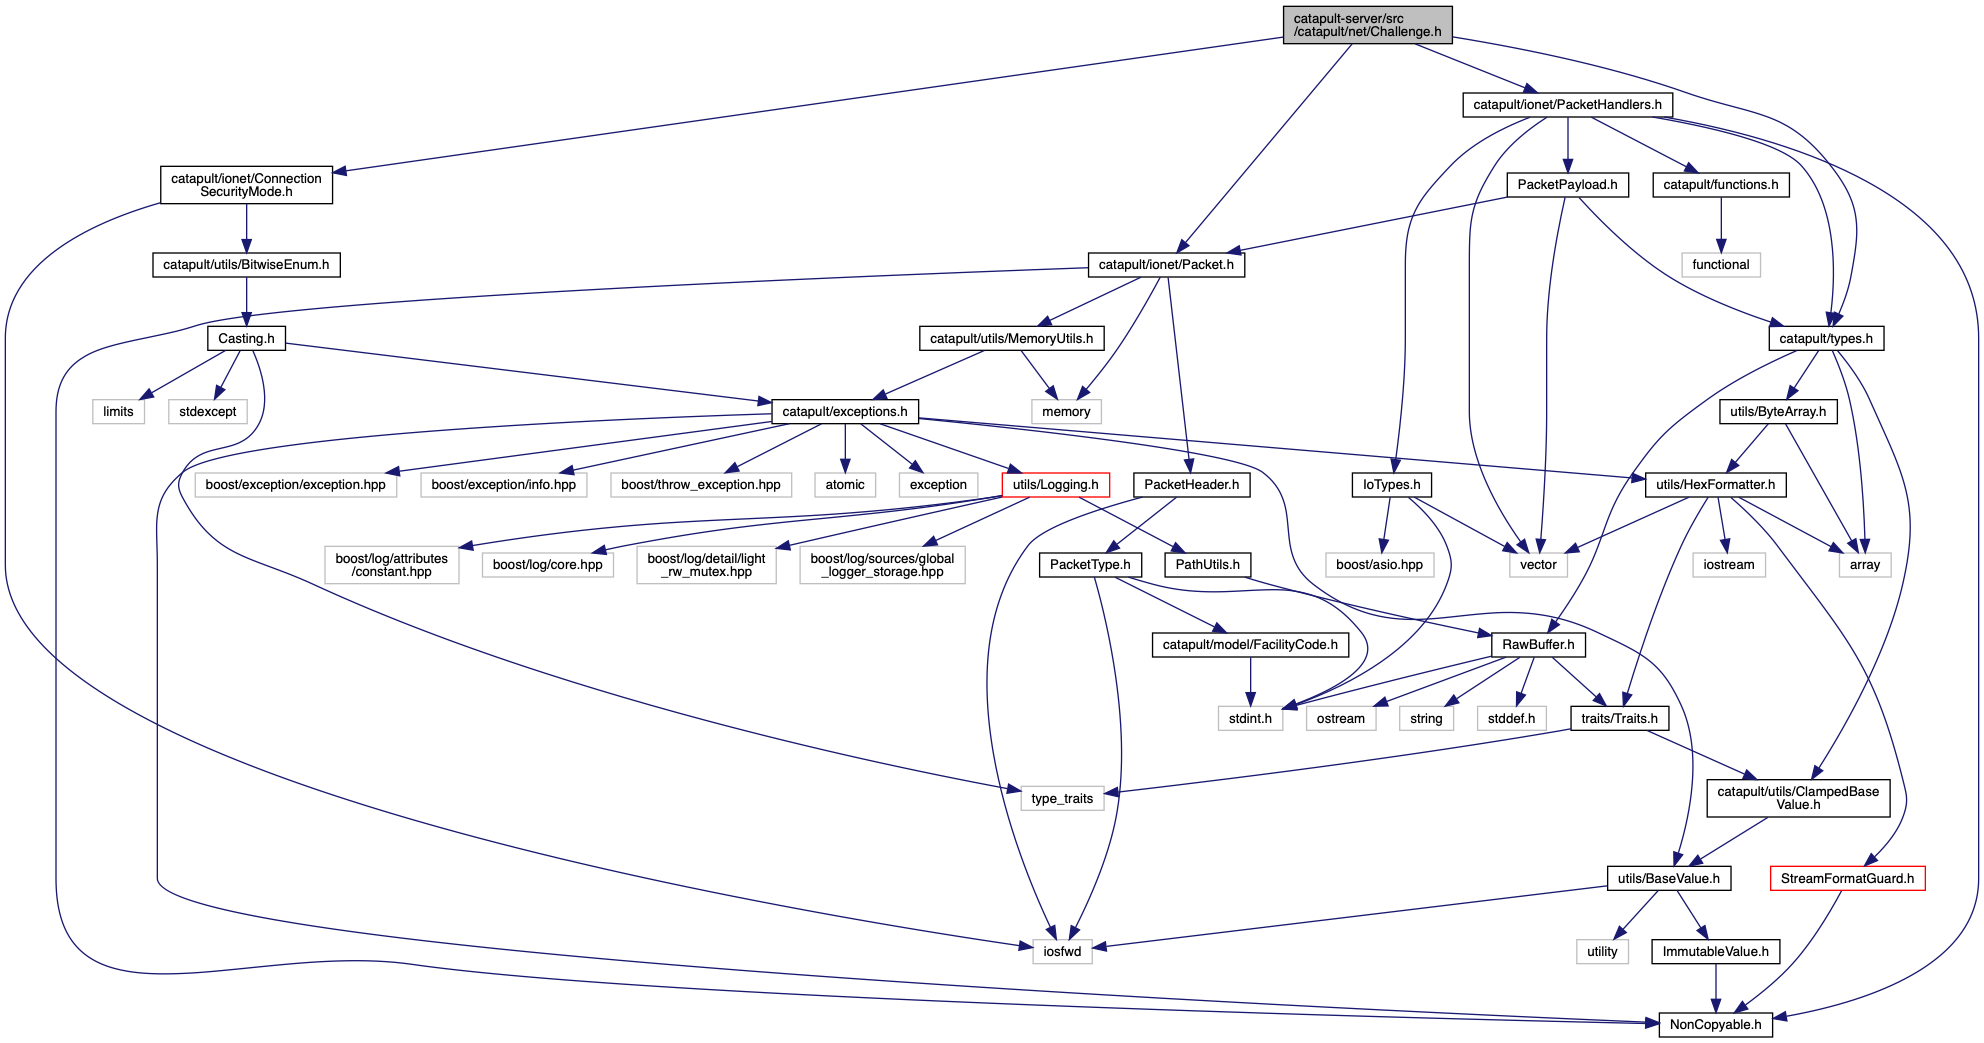 catapult-server/src
/catapult/net/Challenge.h
catapult/ionet/PacketHandlers.h
catapult/ionet/Connection
SecurityMode.h
PacketPayload.h
catapult/functions.h
catapult/utils/BitwiseEnum.h
catapult/ionet/Packet.h
functional
Casting.h
catapult/utils/MemoryUtils.h
catapult/types.h
limits
stdexcept
catapult/exceptions.h
memory
utils/ByteArray.h
boost/exception/exception.hpp
boost/exception/info.hpp
boost/throw_exception.hpp
atomic
exception
utils/Logging.h
PacketHeader.h
IoTypes.h
utils/HexFormatter.h
boost/log/attributes
/constant.hpp
boost/log/core.hpp
boost/log/detail/light
_rw_mutex.hpp
boost/log/sources/global
_logger_storage.hpp
PacketType.h
PathUtils.h
boost/asio.hpp
vector
iostream
array
catapult/model/FacilityCode.h
RawBuffer.h
stdint.h
ostream
string
stddef.h
traits/Traits.h
type_traits
catapult/utils/ClampedBase
Value.h
utils/BaseValue.h
StreamFormatGuard.h
iosfwd
utility
ImmutableValue.h
NonCopyable.h